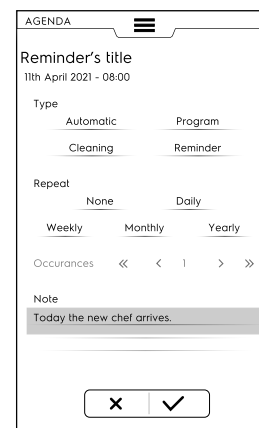 AGENDA
Reminder's title
11th April 2021 - 08:00
Type
Automatic Program
Cleaning Reminder
Repeat
None Daily
Weekly Monthly Yearly
Occurances « < 1 > »
Note
Today the new chef arrives.